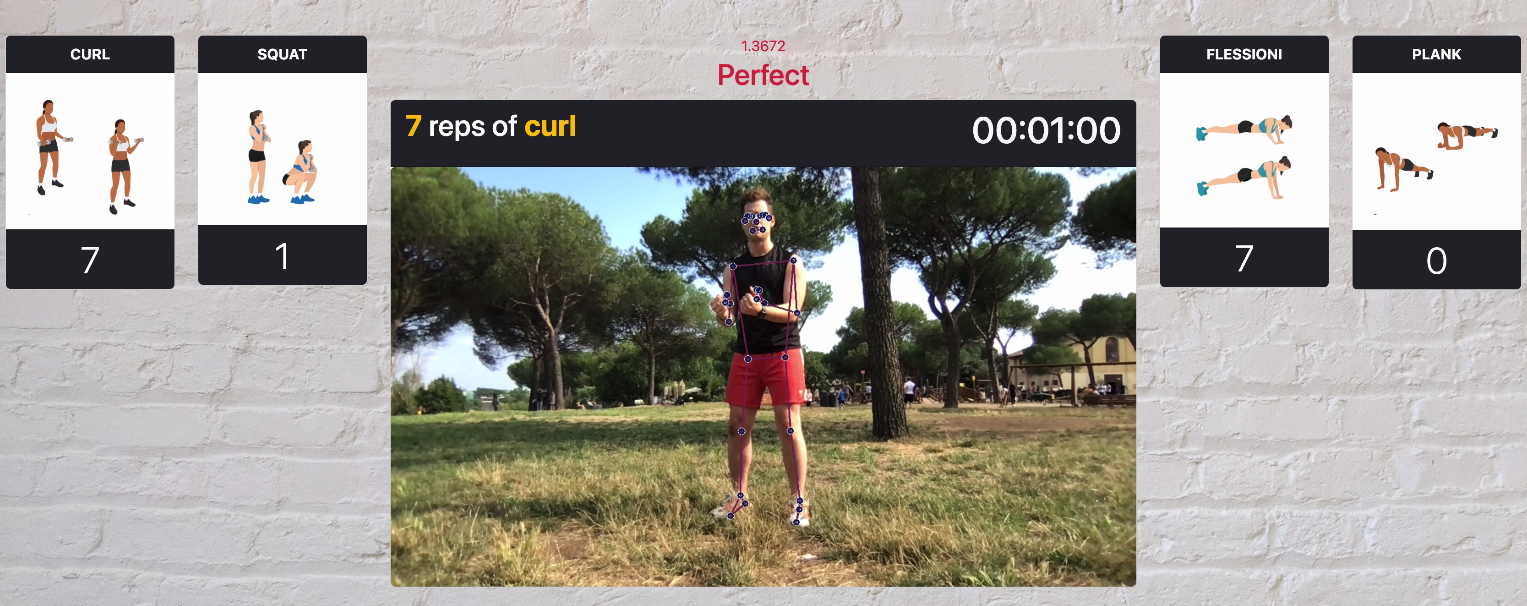 CURL
7
SQUAT
1
1.3672
Perfect
7 reps of curl
00:01:00
FLESSIONI
7
PLANK
0